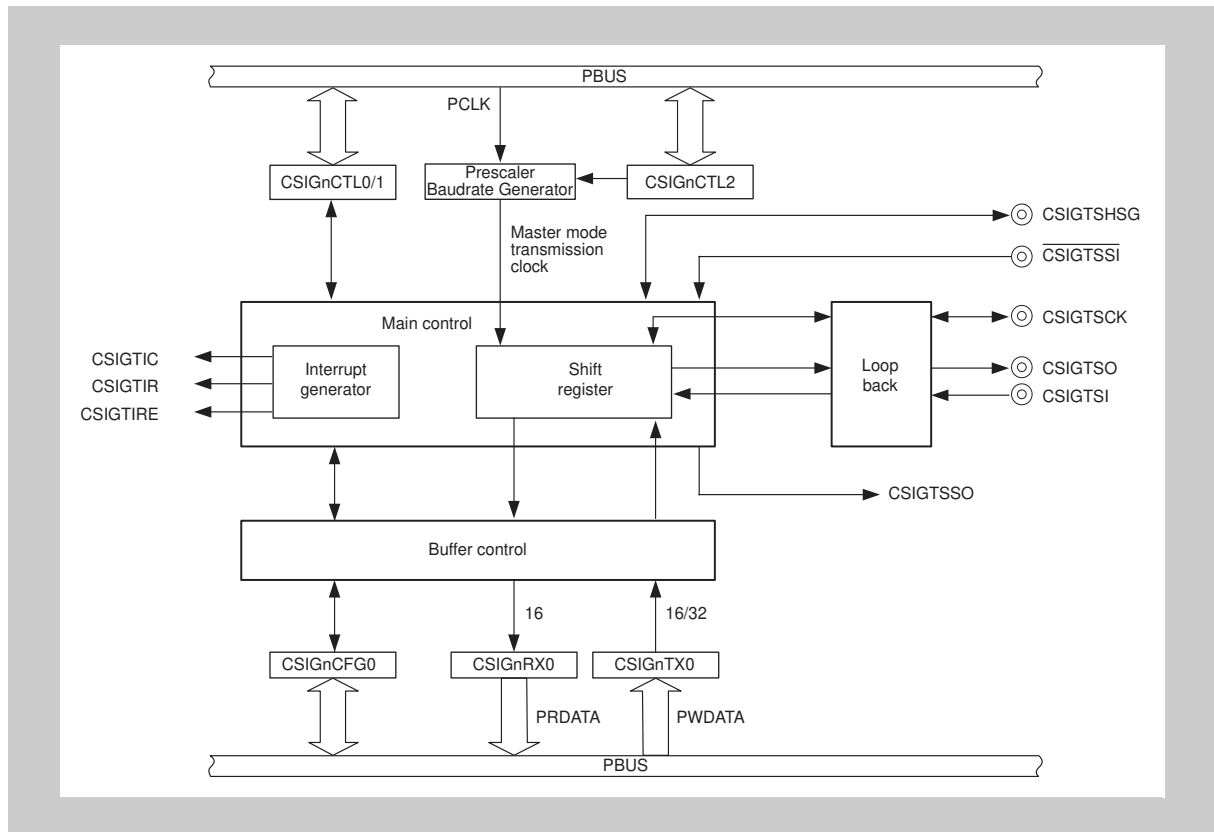 PBUS
PCLK
CSIGnCTL0/1
Prescaler
Baudrate Generator
CSIGnCTL2
CSIGTSHSG
Master mode
transmission
clock
CSIGTSSI
Main control
CSIGTSCK
CSIGTIC
CSIGTIR
CSIGTIRE
Interrupt
generator
Shift
register
Loop
back
CSIGTSO
CSIGTSI
CSIGTSSO
Buffer control
16
16/32
CSIGnCFG0
CSIGnRX0
CSIGnTX0
PRDATA
PWDATA
PBUS